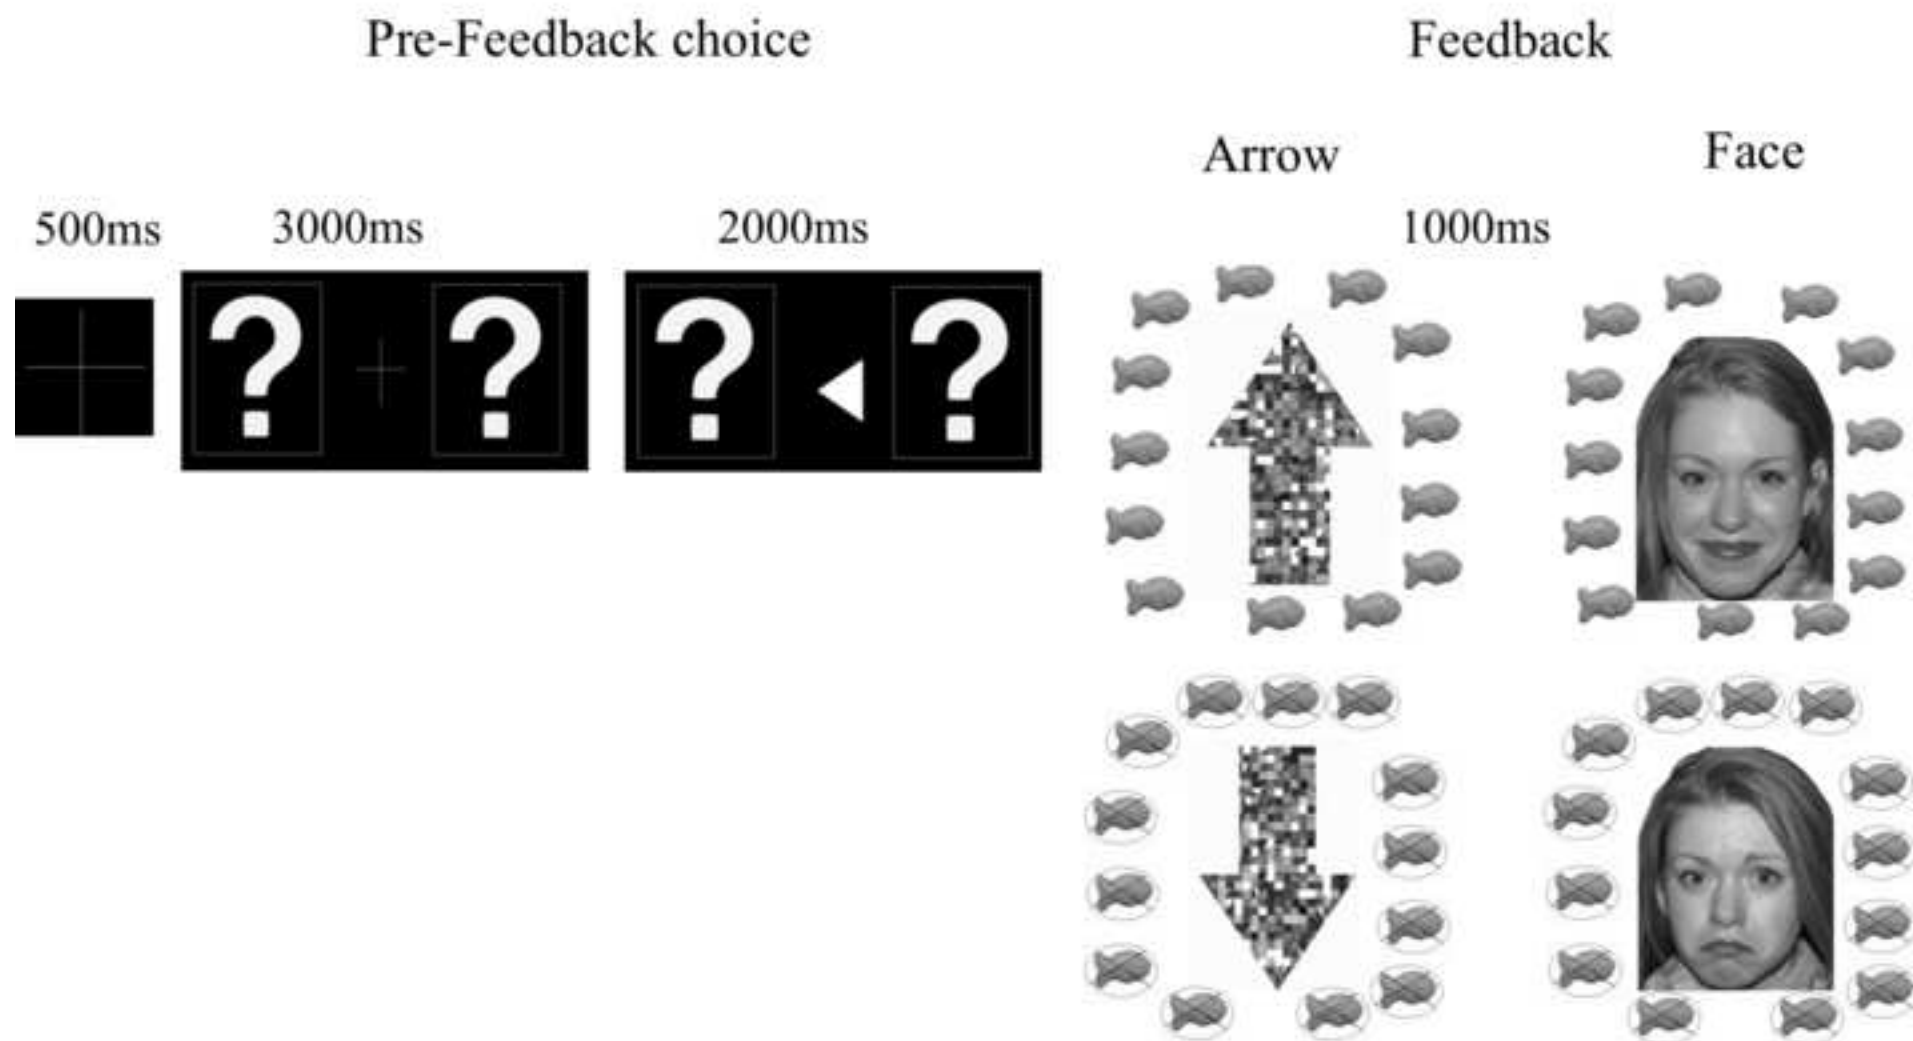 Pre-Feedback choice
Feedback
Arrow
Face
500ms
3000ms
2000ms
1000ms
? ?
? ?